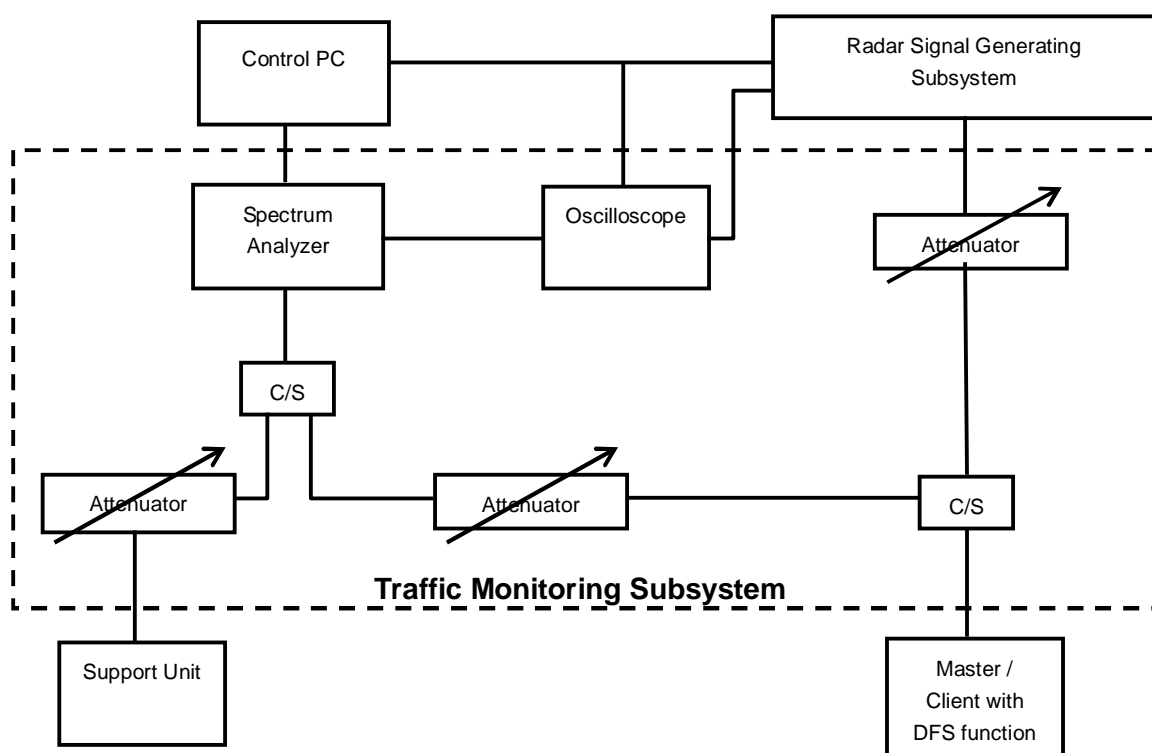 Control PC
Radar Signal Generating
Subsystem
Spectrum
Analyzer
Oscilloscope
Attenuator
C/S
Attenuator
Attenuator
C/S
Traffic Monitoring Subsystem
Support Unit
Master /
Client with
DFS function